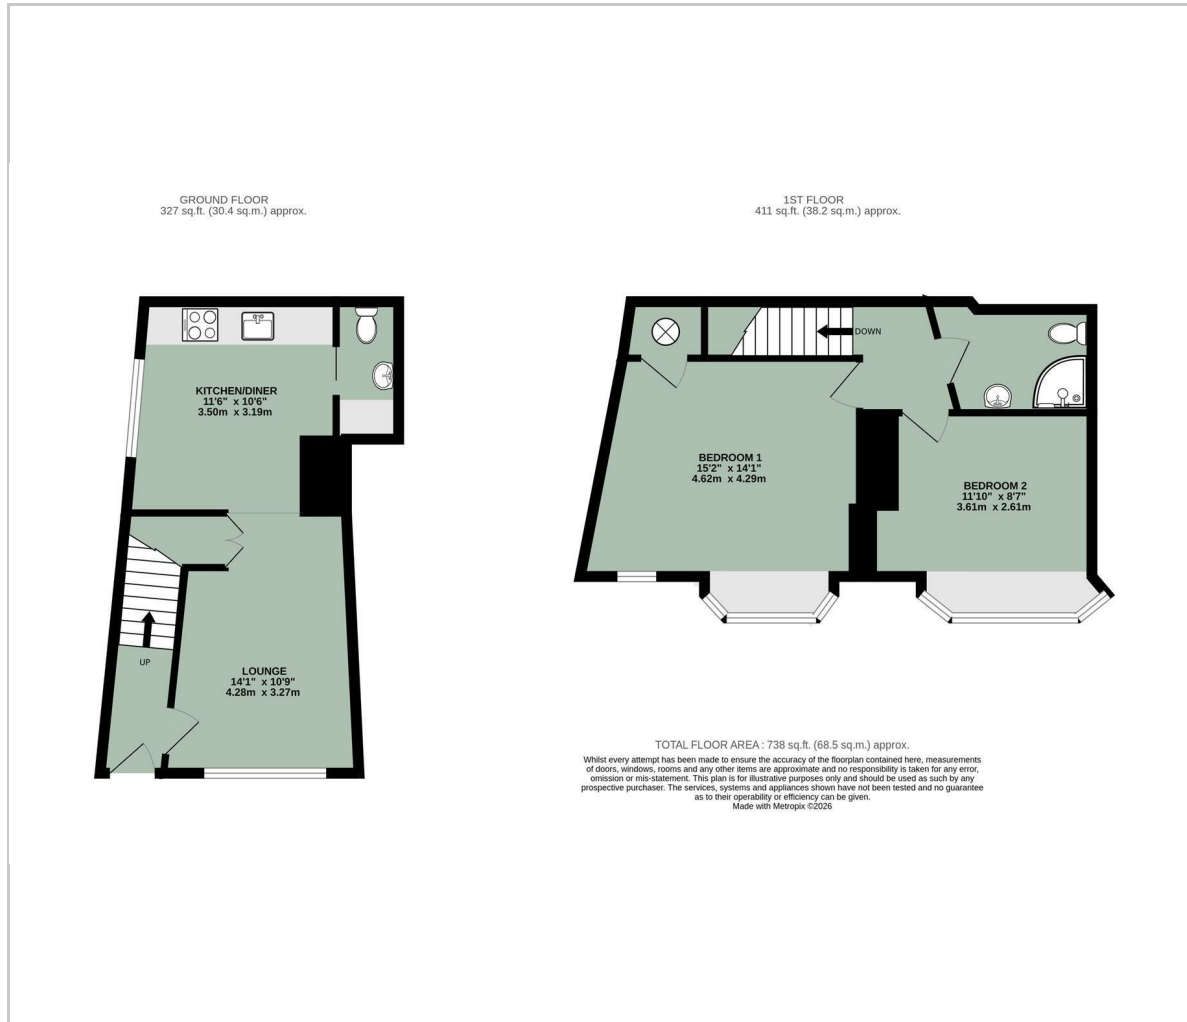 GROUND FLOOR
327 sq.ft. (30.4 sq.m.) approx.
1ST FLOOR
411 sq.ft. (38.2 sq.m.) approx.
KITCHEN/DINER
11'6" x 10'6"
3.50m x 3.19m
UP
LOUNGE
14'1" x 10'9"
4.28m x 3.27m
DOWN
BEDROOM 1
15'2" x 14'1"
4.62m x 4.29m
BEDROOM 2
11'10" x 8'7"
3.61m x 2.61m
TOTAL FLOOR AREA : 738 sq.ft. (68.5 sq.m.) approx.
Whilst every attempt has been made to ensure the accuracy of the floorplan contained here, measurements
of doors, windows, rooms and any other items are approximate and no responsibility is taken for any error,
omission or mis-statement. This plan is for illustrative purposes only and should be used as such by any
prospective purchaser. The services, systems and appliances shown have not been tested and no guarantee
as to their operability or efficiency can be given.
Made with Metropix ©2026